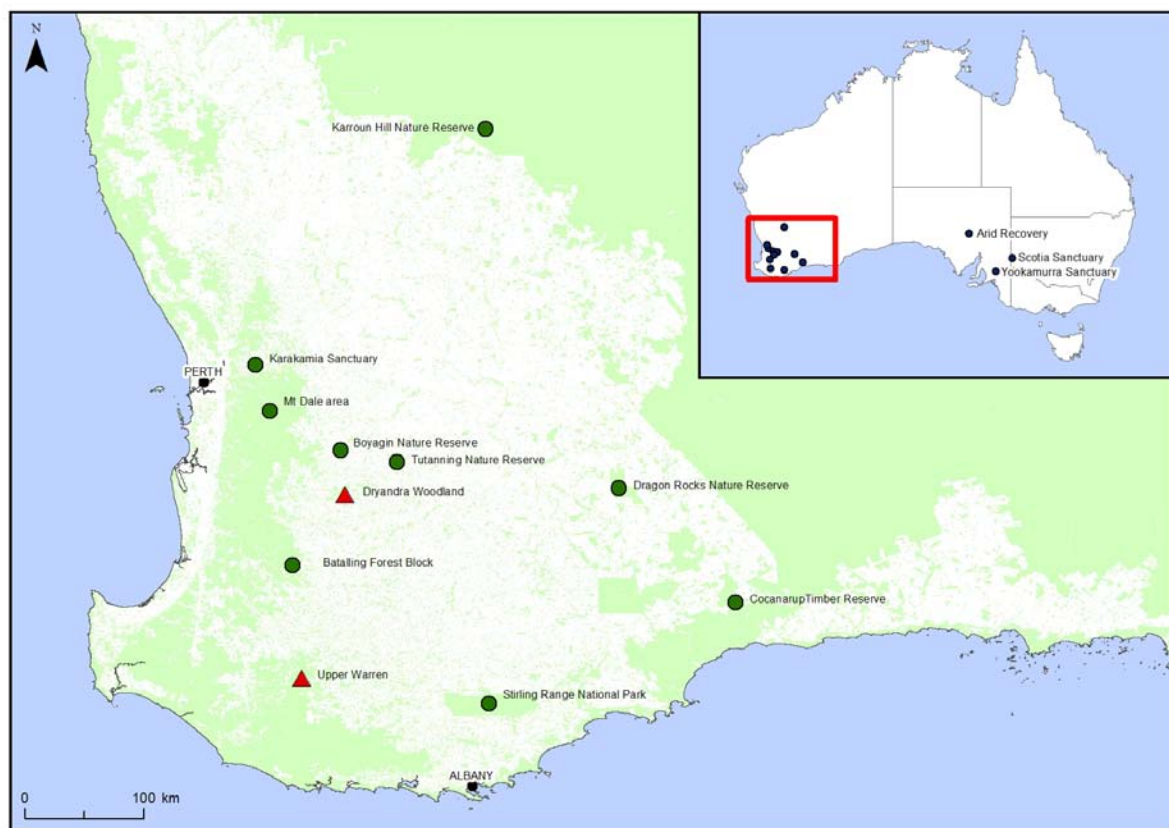 N
Karroun Hill Nature Reserve
Arid Recovery
Scotia Sanctuary
Yookamurra Sanctuary
Karakamia Sanctuary
PERTH
Mt Dale area
Boyagin Nature Reserve
Tutanning Nature Reserve
Dragon Rocks Nature Reserve
Dryandra Woodland
Batalling Forest Block
CocanarupTimber Reserve
Upper Warren
Stirling Range National Park
ALBANY
0 100 km